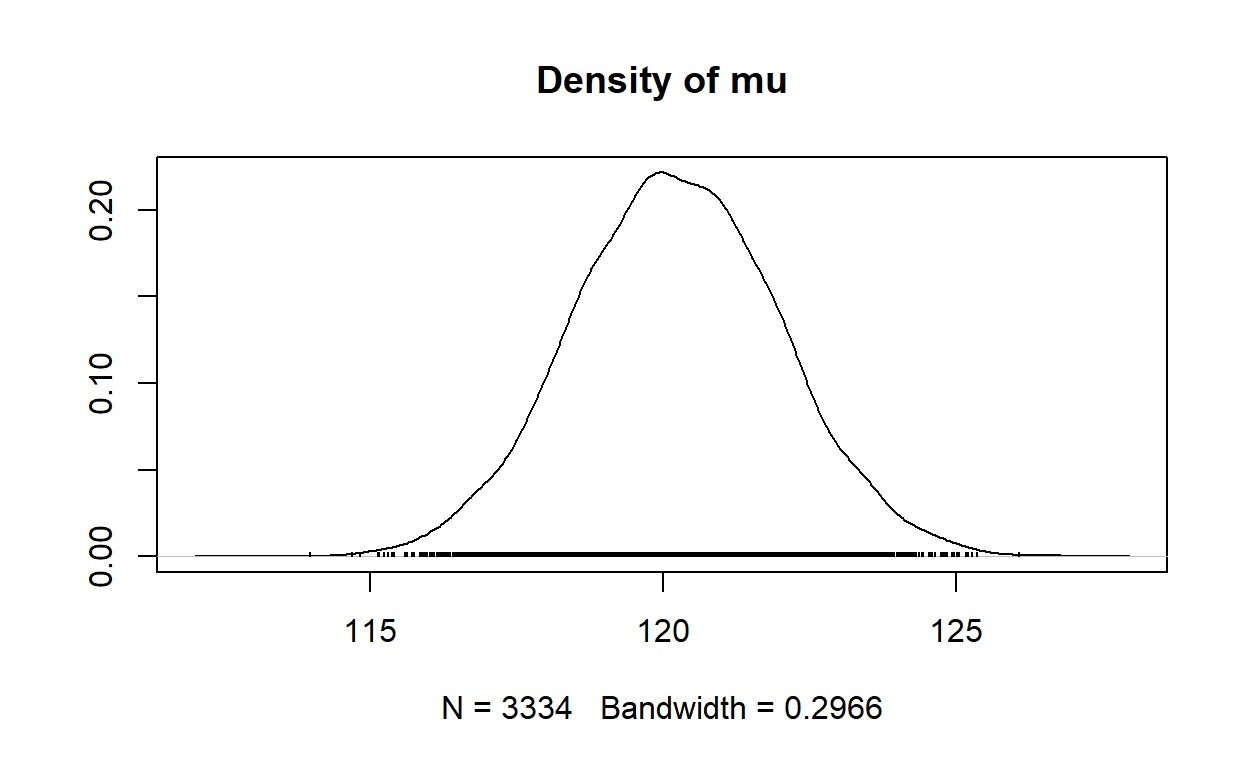 Density of mu
0.20
0.10
0.00
115 120 125
N = 3334 Bandwidth = 0.2966